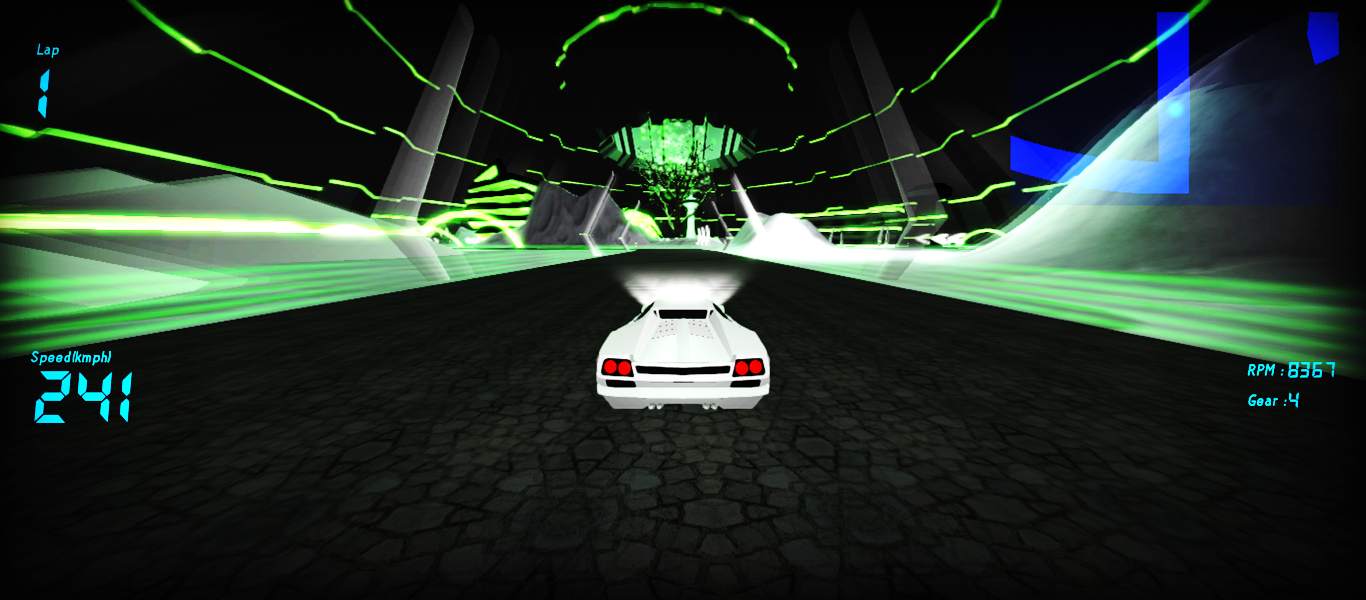 Lap
1
Speed(kmph)
241
RPM : 8367
Gear :4